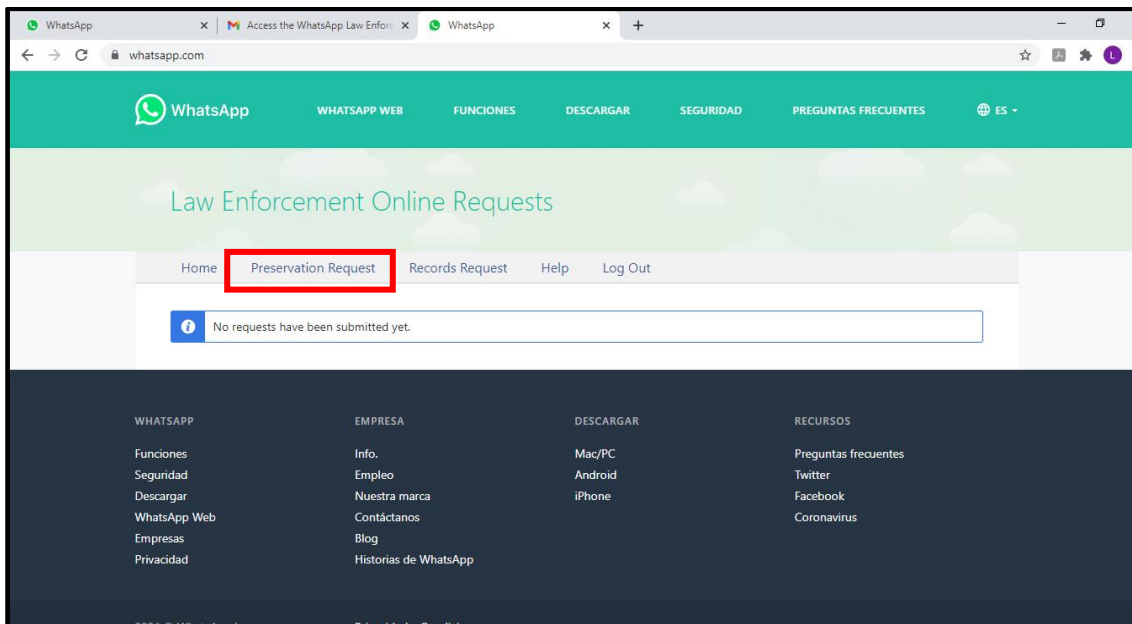 WhatsApp
Access the WhatsApp Law Enforc
WhatsApp
whatsapp.com
L
WhatsApp
WHATSAPP WEB
FUNCIONES
DESCARGAR
SEGURIDAD
PREGUNTAS FRECUENTES
ES
Law Enforcement Online Requests
Home
Preservation Request
Records Request
Help
Log Out
No requests have been submitted yet.
WHATSAPP
Funciones
Seguridad
Descargar
WhatsApp Web
Empresas
Privacidad
EMPRESA
Info.
Empleo
Nuestra marca
Contáctanos
Blog
Historias de WhatsApp
DESCARGAR
Mac/PC
Android
iPhone
RECURSOS
Preguntas frecuentes
Twitter
Facebook
Coronavirus